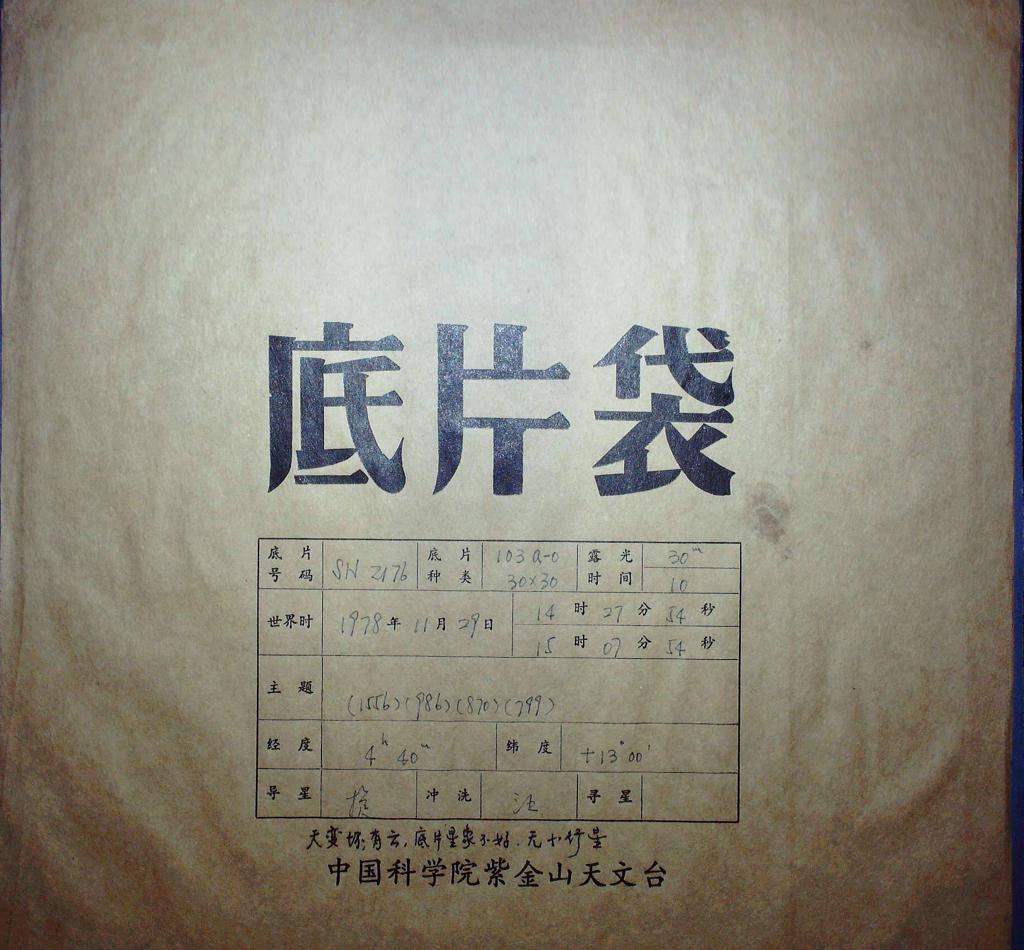 底片袋
底片号码 SH 2176 底片种类 103a-0 30×30 露光时间 30m 10
世界时 1978年 11月 29日 14时 27分 54秒
15时 07分 54秒
主题 (1556)(986)(870)(799)
经度 4h 40m 纬度 +13°00'
导星 冲洗 汪 寻星
天变坏,有云,底片星象不好.无小行星
中国科学院紫金山天文台